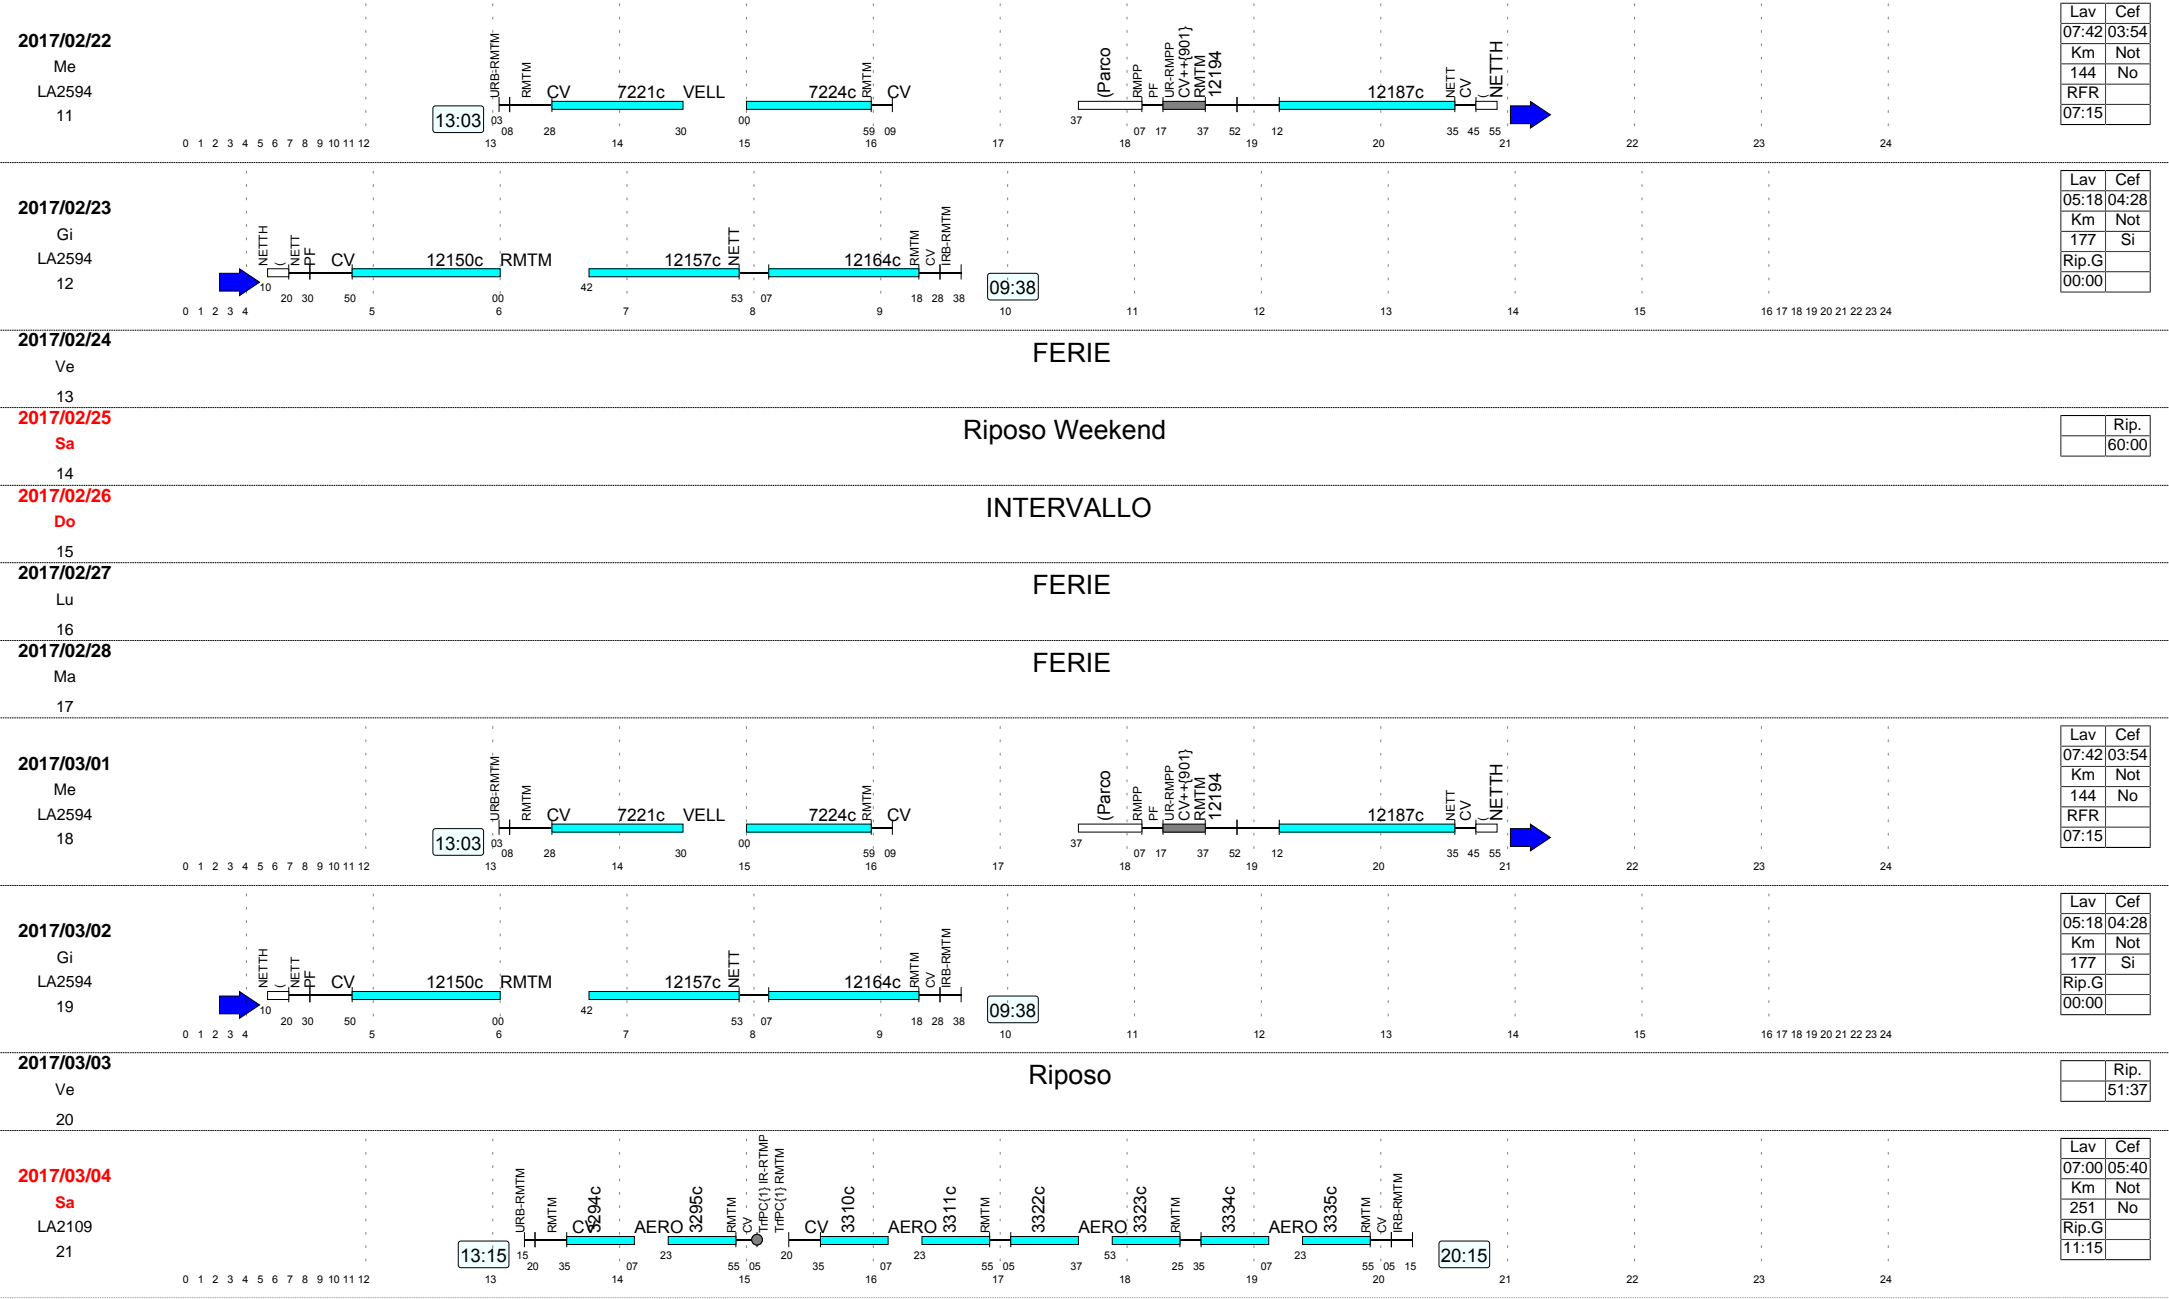 2017/02/22
Me
LA2594
11
13:03
URB-RMTM
RMTM
CV
7221c
VELL
7224c
RMTM
CV
(Parco
RMPP
PF
UR-RMPP
CV++{901}
RMTM
12194
12187c
NETT
CV
(
NETTH
03 08 28 30 00 59 09 37 07 17 37 52 12 35 45 55
0 1 2 3 4 5 6 7 8 9 10 11 12 13 14 15 16 17 18 19 20 21 22 23 24
Lav Cef
07:42 03:54
Km Not
144 No
RFR
07:15
2017/02/23
Gi
LA2594
12
NETTH
(
NETT
PF
CV
12150c
RMTM
12157c
NETT
12164c
RMTM
CV
IRB-RMTM
09:38
10 20 30 50 00 42 53 07 18 28 38
0 1 2 3 4 5 6 7 8 9 10 11 12 13 14 15 16 17 18 19 20 21 22 23 24
Lav Cef
05:18 04:28
Km Not
177 Si
Rip.G
00:00
2017/02/24
Ve
13
FERIE
2017/02/25
Sa
14
Riposo Weekend
Rip.
60:00
2017/02/26
Do
15
INTERVALLO
2017/02/27
Lu
16
FERIE
2017/02/28
Ma
17
FERIE
2017/03/01
Me
LA2594
18
13:03
URB-RMTM
RMTM
CV
7221c
VELL
7224c
RMTM
CV
(Parco
RMPP
PF
UR-RMPP
CV++{901}
RMTM
12194
12187c
NETT
CV
(
NETTH
03 08 28 30 00 59 09 37 07 17 37 52 12 35 45 55
0 1 2 3 4 5 6 7 8 9 10 11 12 13 14 15 16 17 18 19 20 21 22 23 24
Lav Cef
07:42 03:54
Km Not
144 No
RFR
07:15
2017/03/02
Gi
LA2594
19
NETTH
(
NETT
PF
CV
12150c
RMTM
12157c
NETT
12164c
RMTM
CV
IRB-RMTM
09:38
10 20 30 50 00 42 53 07 18 28 38
0 1 2 3 4 5 6 7 8 9 10 11 12 13 14 15 16 17 18 19 20 21 22 23 24
Lav Cef
05:18 04:28
Km Not
177 Si
Rip.G
00:00
2017/03/03
Ve
20
Riposo
Rip.
51:37
2017/03/04
Sa
LA2109
21
13:15
URB-RMTM
RMTM
CV
3294c
AERO
3295c
RMTM
CV
TrfPC{1} IR-RTMP
TrfPC{1} RMTM
CV
3310c
AERO
3311c
RMTM
3322c
AERO
3323c
RMTM
3334c
AERO
3335c
RMTM
CV
IRB-RMTM
20:15
15 20 35 07 23 55 05 20 35 07 23 55 05 37 53 25 35 07 23 55 05 15
0 1 2 3 4 5 6 7 8 9 10 11 12 13 14 15 16 17 18 19 20 21 22 23 24
Lav Cef
07:00 05:40
Km Not
251 No
Rip.G
11:15